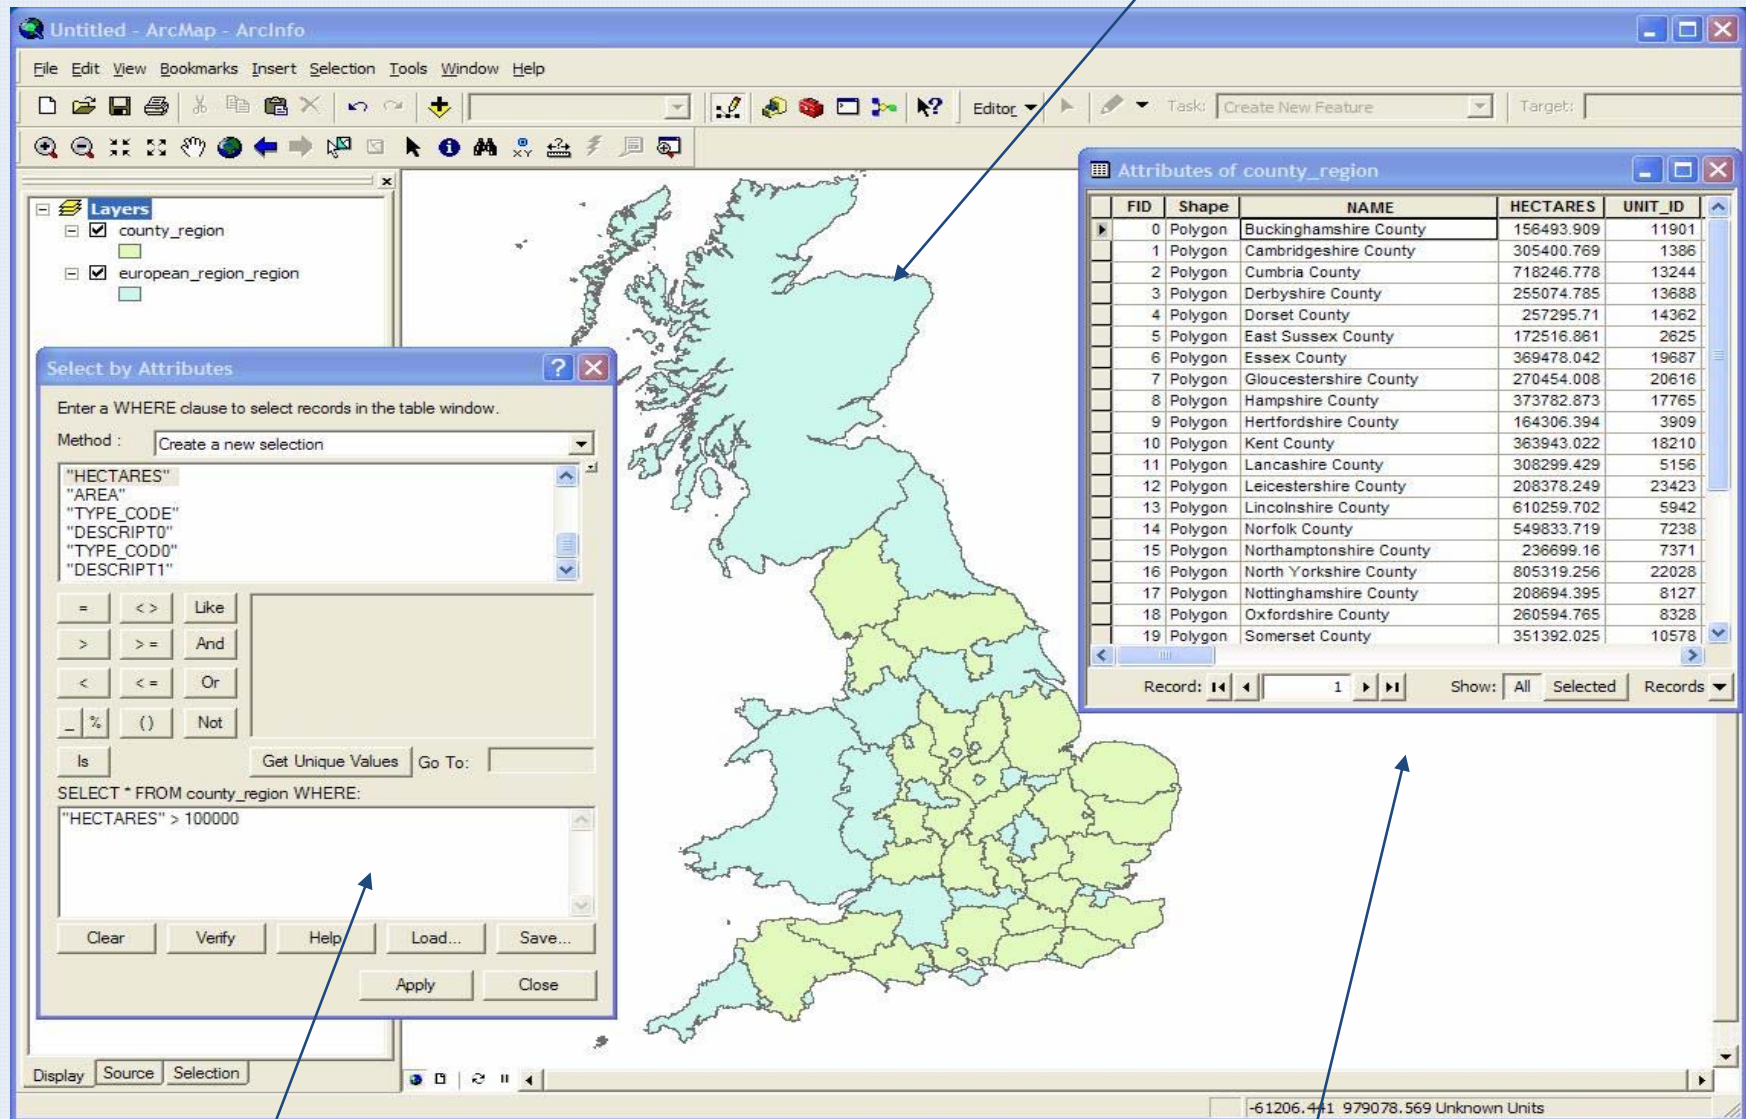 Untitled - ArcMap - ArcInfo
File Edit View Bookmarks Insert Selection Tools Window Help
Editor Task: Create New Feature Target:
Layers
county_region
european_region_region
Select by Attributes
Enter a WHERE clause to select records in the table window.
Method : Create a new selection
"HECTARES"
"AREA"
"TYPE_CODE"
"DESCRIPT0"
"TYPE_COD0"
"DESCRIPT1"
= < > Like
> > = And
< < = Or
_ % ( ) Not
Is Get Unique Values Go To:
SELECT * FROM county_region WHERE:
"HECTARES" > 100000
Clear Verify Help Load... Save...
Apply Close
Display Source Selection
Attributes of county_region
FID Shape NAME HECTARES UNIT_ID
0 Polygon Buckinghamshire County 156493.909 11901
1 Polygon Cambridgeshire County 305400.769 1386
2 Polygon Cumbria County 718246.778 13244
3 Polygon Derbyshire County 255074.785 13688
4 Polygon Dorset County 257295.71 14362
5 Polygon East Sussex County 172516.861 2625
6 Polygon Essex County 369478.042 19687
7 Polygon Gloucestershire County 270454.008 20616
8 Polygon Hampshire County 373782.873 17765
9 Polygon Hertfordshire County 164306.394 3909
10 Polygon Kent County 363943.022 18210
11 Polygon Lancashire County 308299.429 5156
12 Polygon Leicestershire County 208378.249 23423
13 Polygon Lincolnshire County 610259.702 5942
14 Polygon Norfolk County 549833.719 7238
15 Polygon Northamptonshire County 236699.16 7371
16 Polygon North Yorkshire County 805319.256 22028
17 Polygon Nottinghamshire County 208694.395 8127
18 Polygon Oxfordshire County 260594.765 8328
19 Polygon Somerset County 351392.025 10578
Record: 1 Show: All Selected Records
-61206.441 979078.569 Unknown Units